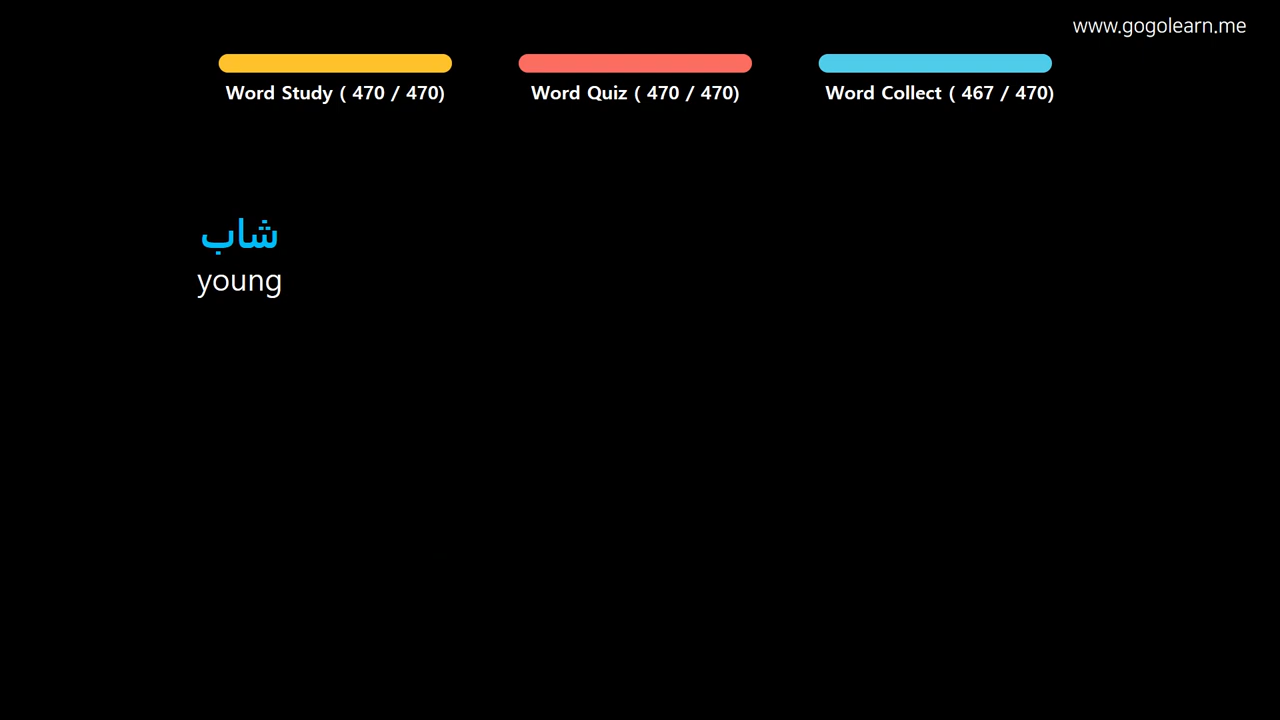 www.gogolearn.me
Word Study ( 470 / 470)
Word Quiz ( 470 / 470)
Word Collect ( 467 / 470)
شاب
young